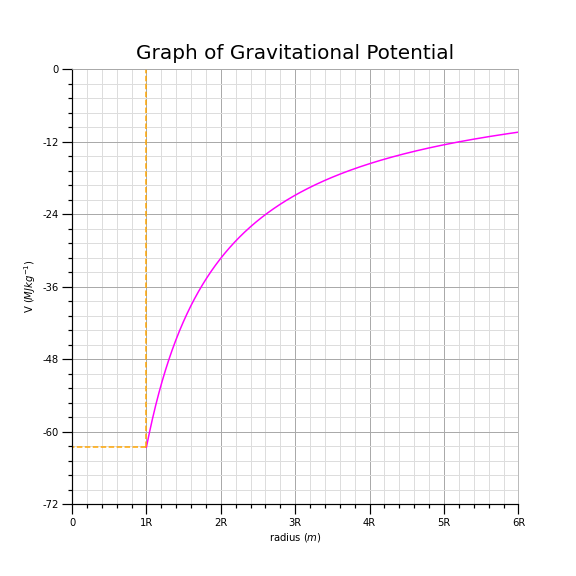 Graph of Gravitational Potential
0
-12
-24
-36
-48
-60
-72
V (MJkg⁻¹)
0 1R 2R 3R 4R 5R 6R
radius (m)